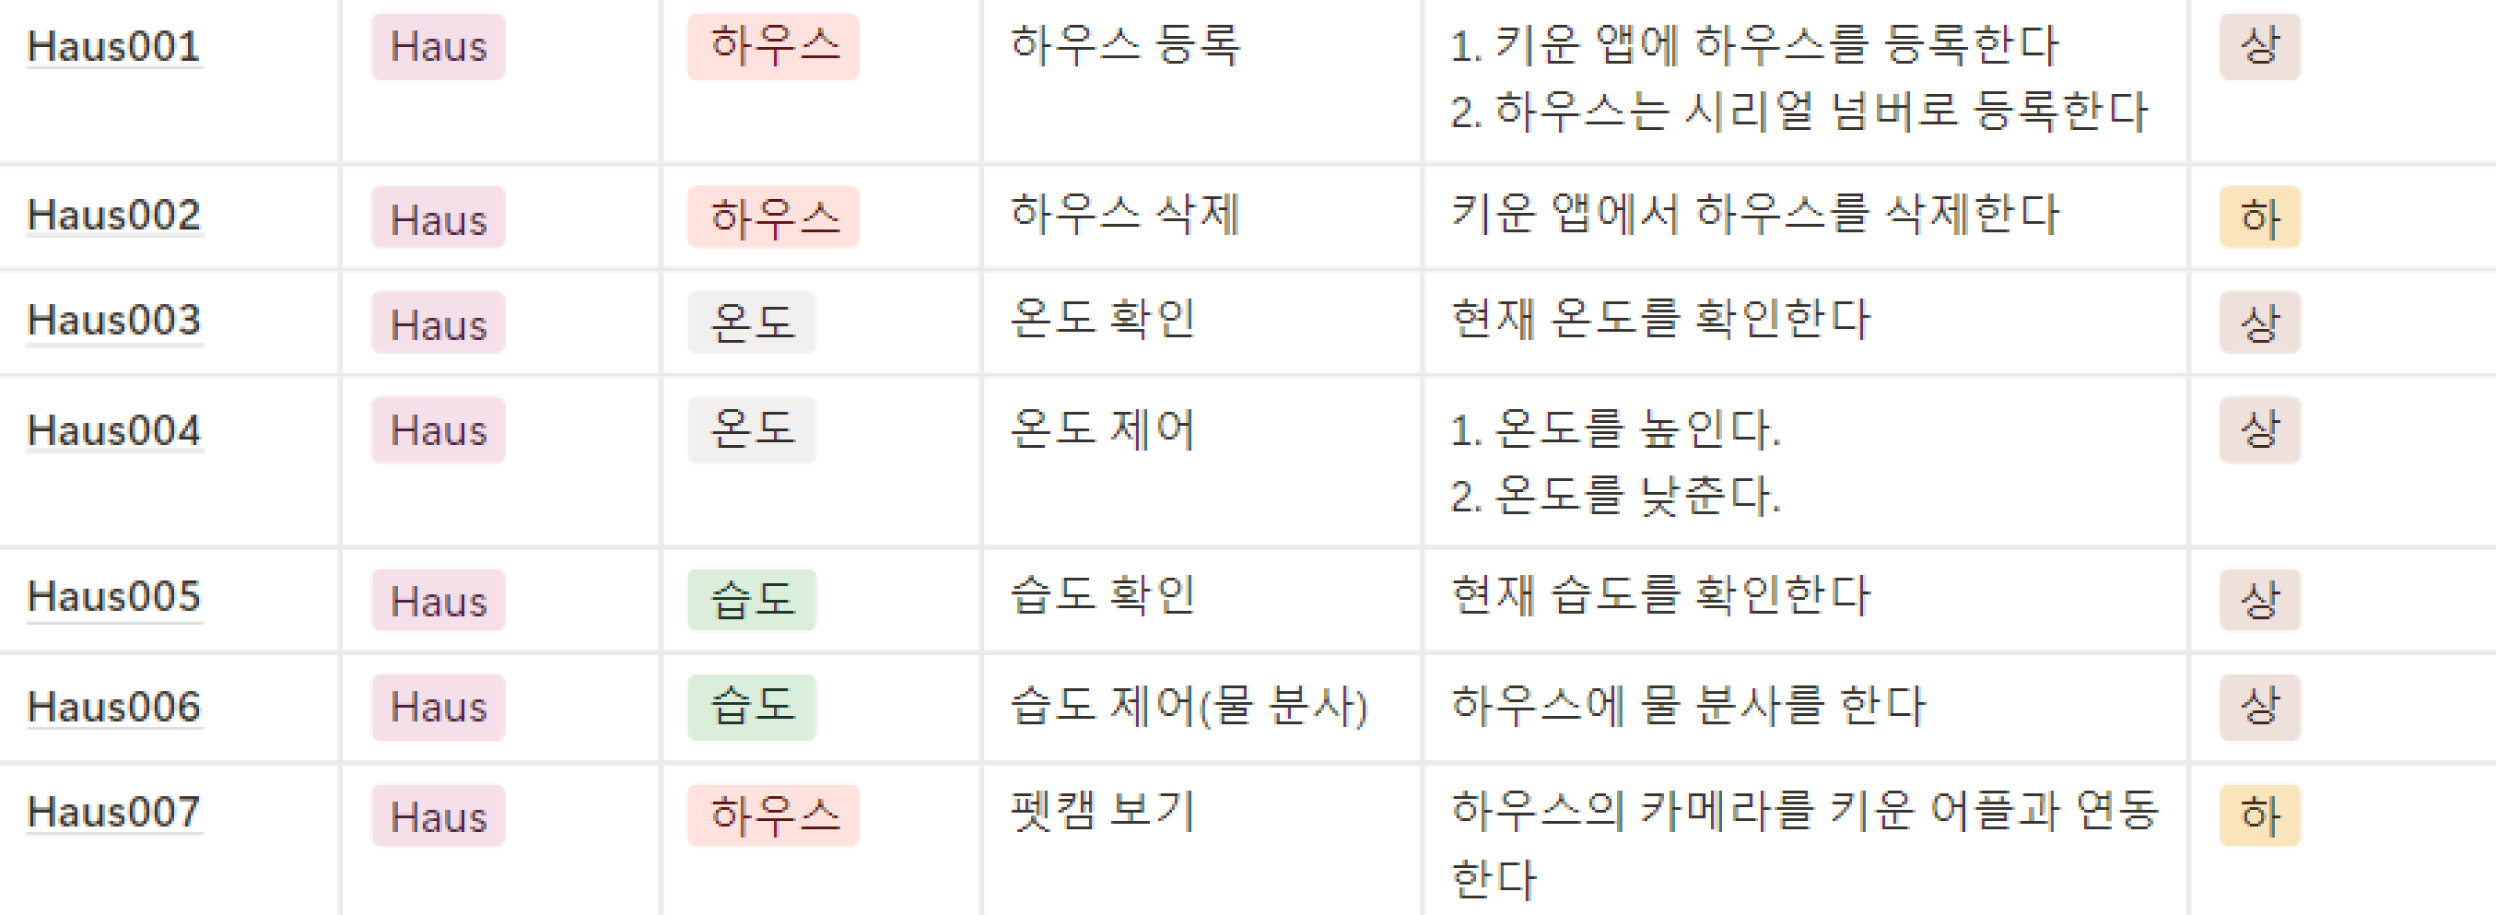 Haus001 Haus 하우스 하우스 등록 1. 키운 앱에 하우스를 등록한다 상
2. 하우스는 시리얼 넘버로 등록한다
Haus002 Haus 하우스 하우스 삭제 키운 앱에서 하우스를 삭제한다 하
Haus003 Haus 온도 온도 확인 현재 온도를 확인한다 상
Haus004 Haus 온도 온도 제어 1. 온도를 높인다. 상
2. 온도를 낮춘다.
Haus005 Haus 습도 습도 확인 현재 습도를 확인한다 상
Haus006 Haus 습도 습도 제어(물 분사) 하우스에 물 분사를 한다 상
Haus007 Haus 하우스 펫캠 보기 하우스의 카메라를 키운 어플과 연동 하
한다